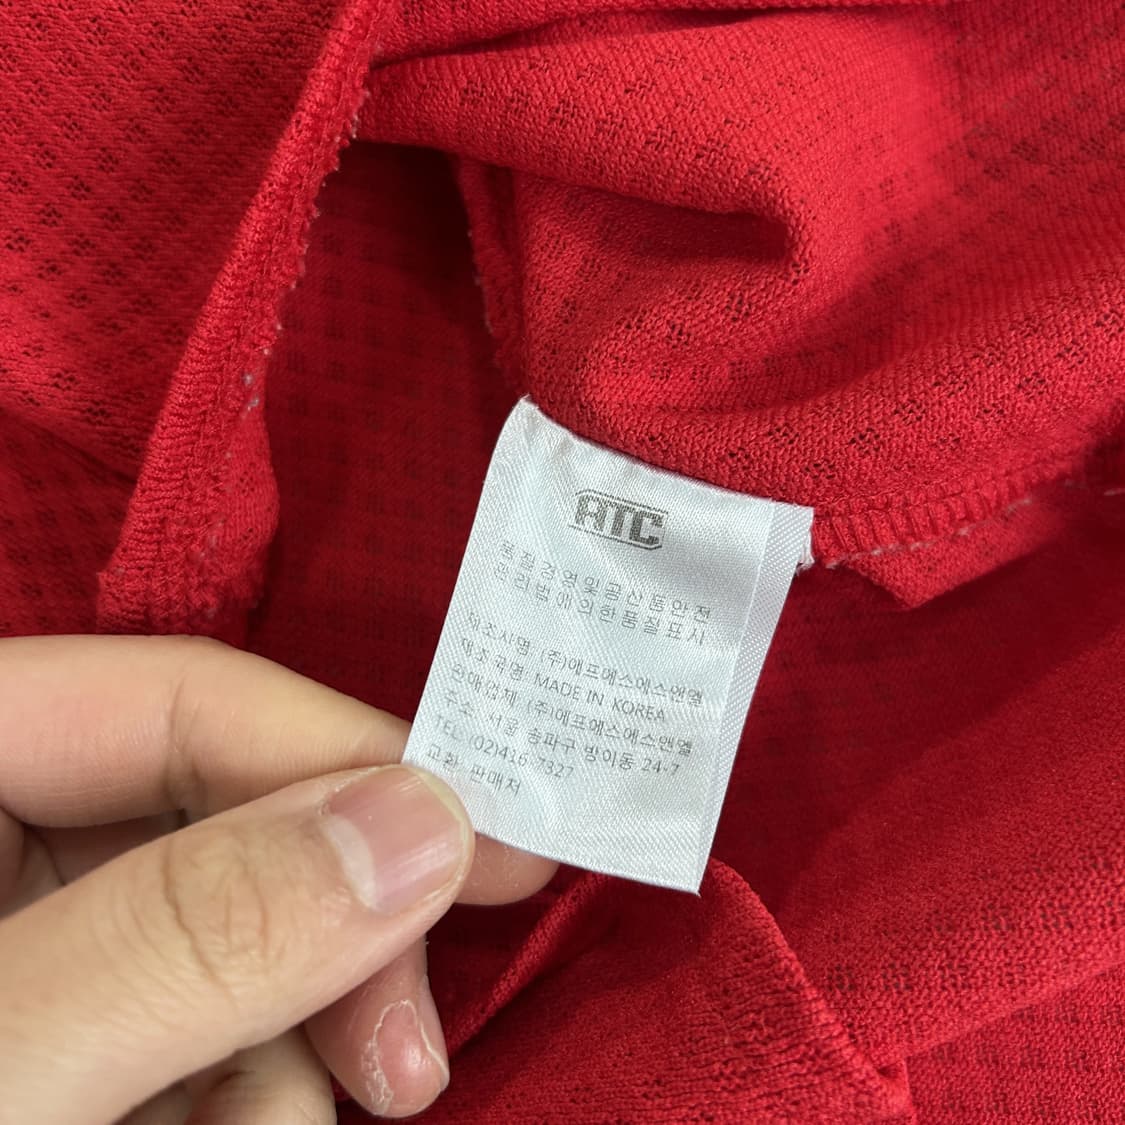 ATC
품질경영및공산품안전
관리법에의한품질표시
제조사명 (주)에프에스에스앤엘
제조국명 MADE IN KOREA
판매업체 (주)에프에스에스앤엘
주소 서울 송파구 방이동 24-7
TEL:(02)416-7327
교환 판매처